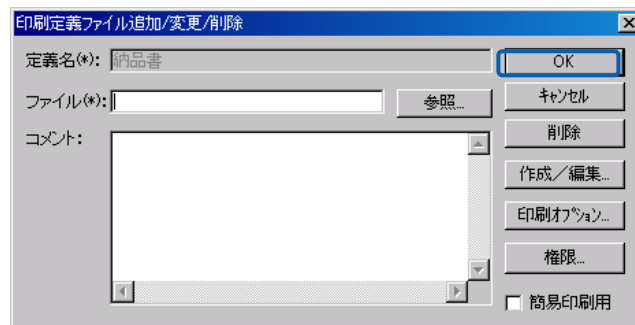 印刷定義ファイル追加/変更/削除
定義名(*): 納品書
OK
ファイル(*):
参照...
キャンセル
コメント:
削除
作成/編集...
印刷オプション...
権限...
簡易印刷用